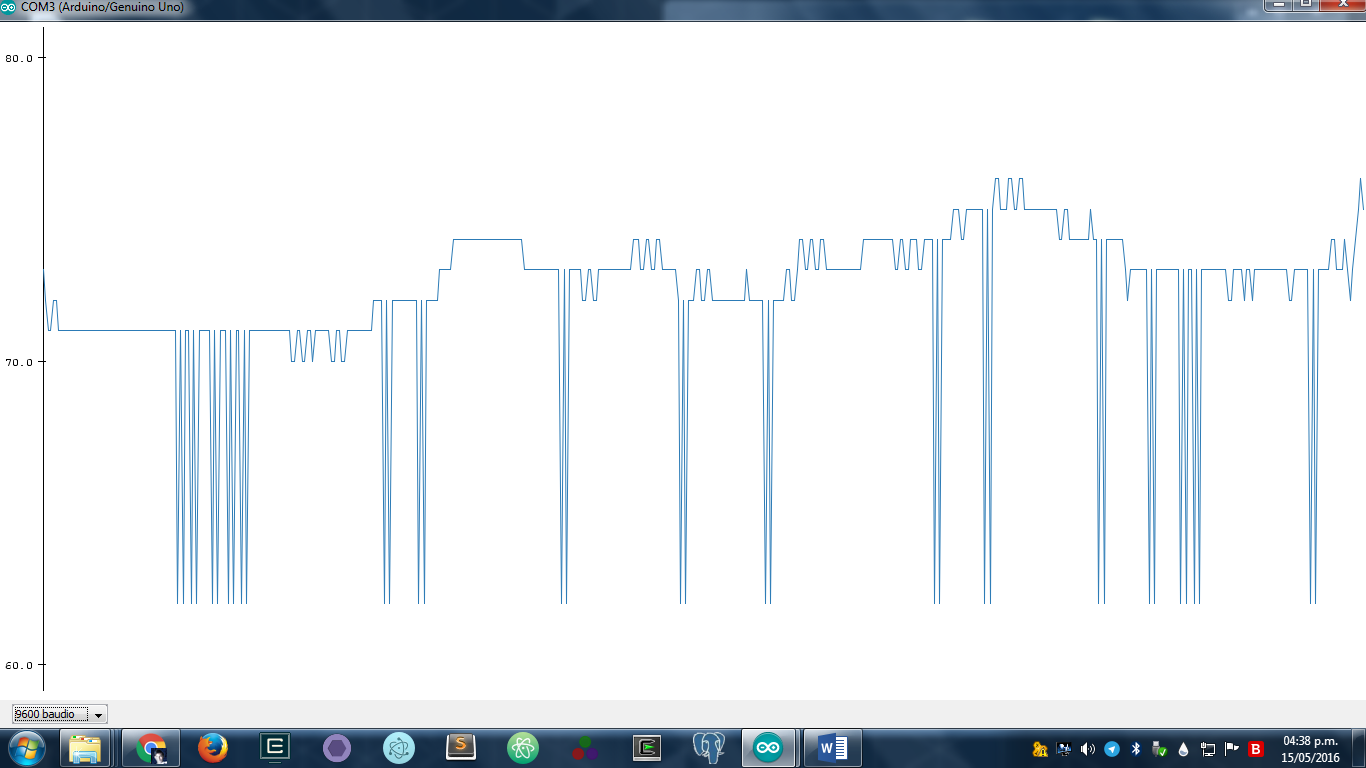 COM3 (Arduino/Genuino Uno)
80.0
70.0
60.0
9600 baudio
04:38 p.m.
15/05/2016